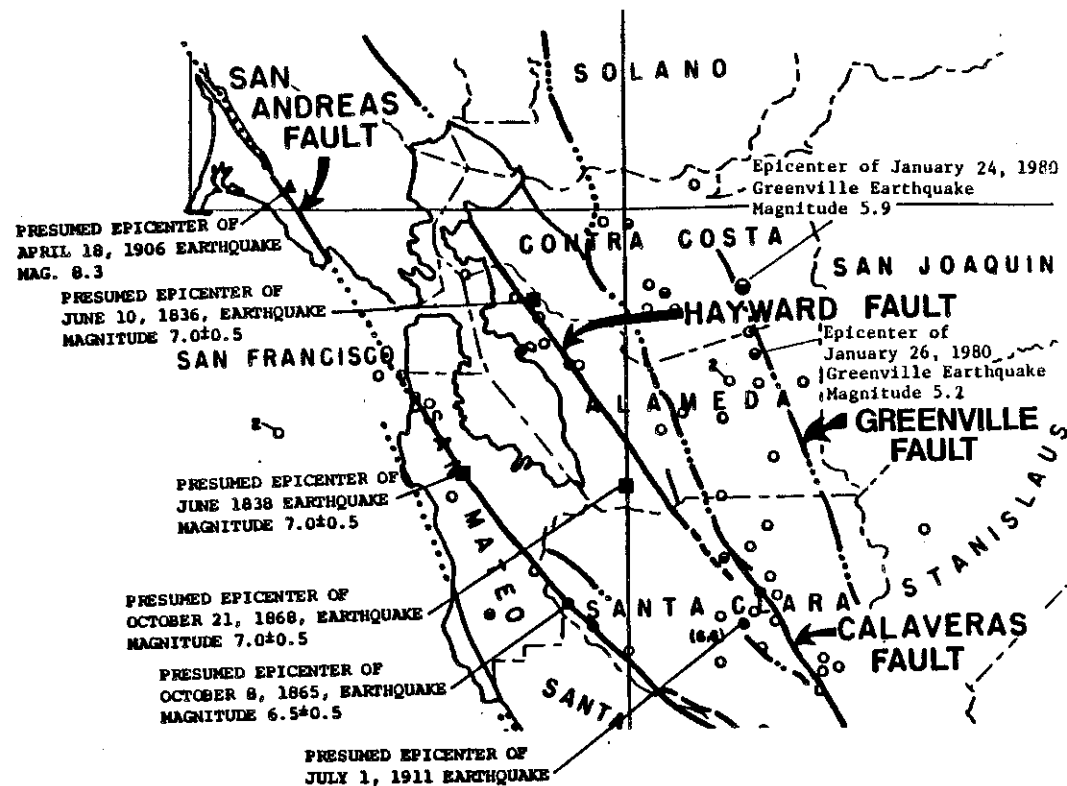 SOLANO
SAN
ANDREAS
FAULT
Epicenter of January 24, 1980
Greenville Earthquake
Magnitude 5.9
PRESUMED EPICENTER OF
APRIL 18, 1906 EARTHQUAKE
MAG. 8.3
CONTRA COSTA
SAN JOAQUIN
PRESUMED EPICENTER OF
JUNE 10, 1836, EARTHQUAKE
MAGNITUDE 7.0±0.5
HAYWARD FAULT
SAN FRANCISCO
Epicenter of
January 26, 1980
Greenville Earthquake
Magnitude 5.2
2
ALAMEDA
GREENVILLE
FAULT
2
SAN MATEO
PRESUMED EPICENTER OF
JUNE 1838 EARTHQUAKE
MAGNITUDE 7.0±0.5
STANISLAUS
PRESUMED EPICENTER OF
OCTOBER 21, 1868, EARTHQUAKE
MAGNITUDE 7.0±0.5
SANTA CLARA
(6.6)
CALAVERAS
FAULT
PRESUMED EPICENTER OF
OCTOBER 8, 1865, EARTHQUAKE
MAGNITUDE 6.5±0.5
SANTA
PRESUMED EPICENTER OF
JULY 1, 1911 EARTHQUAKE